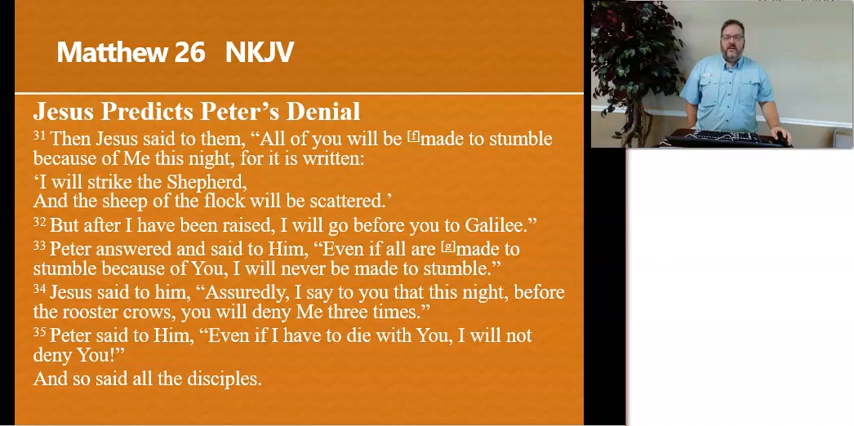 Matthew 26 NKJV
Jesus Predicts Peter's Denial
31 Then Jesus said to them, “All of you will be [f]made to stumble
because of Me this night, for it is written:
‘I will strike the Shepherd,
And the sheep of the flock will be scattered.’
32 But after I have been raised, I will go before you to Galilee.”
33 Peter answered and said to Him, “Even if all are [g]made to
stumble because of You, I will never be made to stumble.”
34 Jesus said to him, “Assuredly, I say to you that this night, before
the rooster crows, you will deny Me three times.”
35 Peter said to Him, “Even if I have to die with You, I will not
deny You!”
And so said all the disciples.